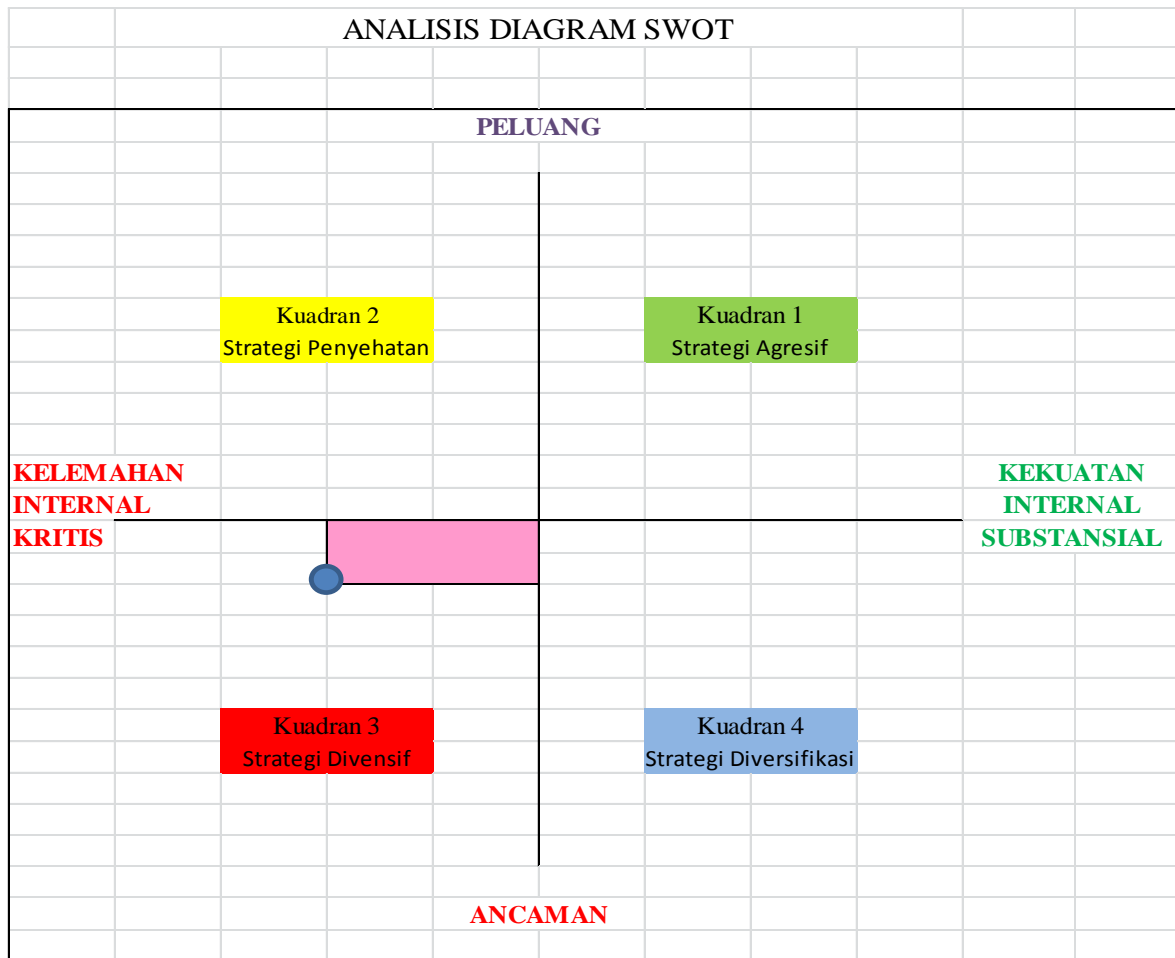 ANALISIS DIAGRAM SWOT
PELUANG
Kuadran 2
Strategi Penyehatan
Kuadran 1
Strategi Agresif
KELEMAHAN
INTERNAL
KRITIS
KEKUATAN
INTERNAL
SUBSTANSIAL
Kuadran 3
Strategi Divensif
Kuadran 4
Strategi Diversifikasi
ANCAMAN